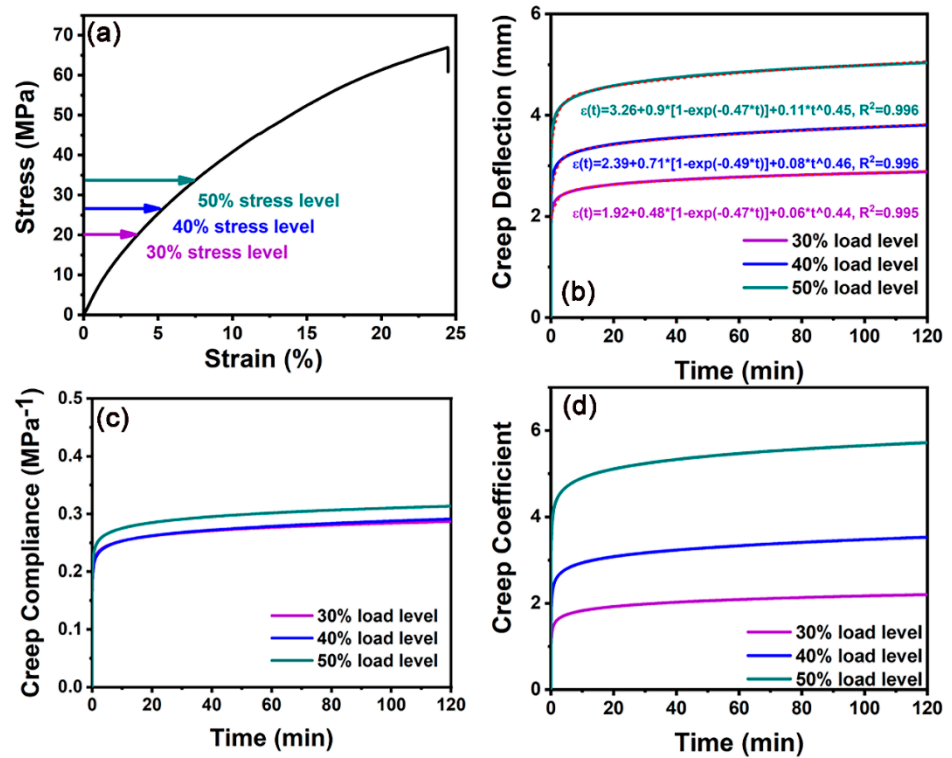 (a)
Stress (MPa)
70
60
50
40
30
20
10
0
50% stress level
40% stress level
30% stress level
0
5
10
15
20
25
Strain (%)
Creep Deflection (mm)
6
4
2
0
ε(t)=3.26+0.9*[1-exp(-0.47*t)]+0.11*t^0.45, R²=0.996
ε(t)=2.39+0.71*[1-exp(-0.49*t)]+0.08*t^0.46, R²=0.996
ε(t)=1.92+0.48*[1-exp(-0.47*t)]+0.06*t^0.44, R²=0.995
30% load level
40% load level
50% load level
(b)
0
20
40
60
80
100
120
Time (min)
(c)
Creep Compliance (MPa⁻¹)
0.5
0.4
0.3
0.2
0.1
0.0
30% load level
40% load level
50% load level
0
20
40
60
80
100
120
Time (min)
(d)
Creep Coefficient
6
4
2
0
30% load level
40% load level
50% load level
0
20
40
60
80
100
120
Time (min)